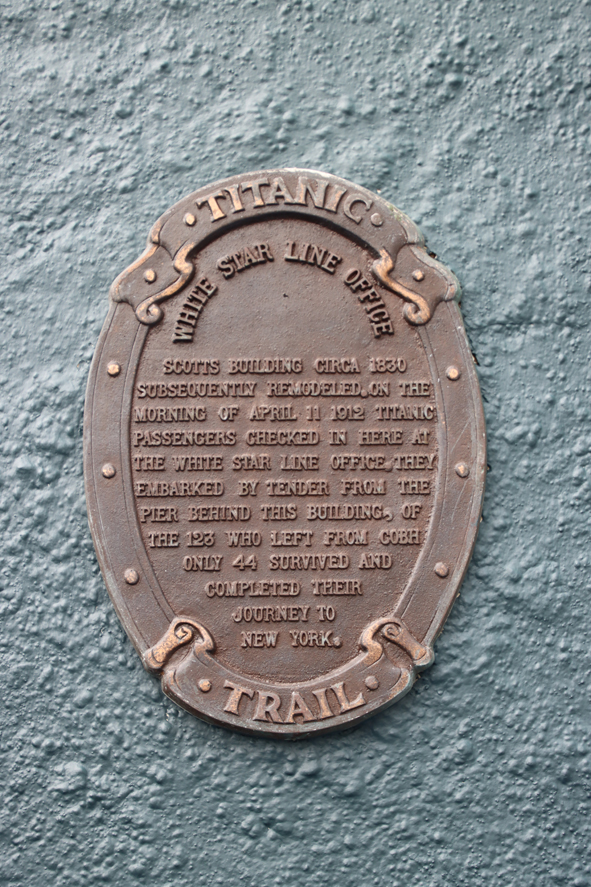 TITANIC
WHITE STAR LINE OFFICE
SCOTTS BUILDING CIRCA 1830
SUBSEQUENTLY REMODELED. ON THE
MORNING OF APRIL 11 1912 TITANIC
PASSENGERS CHECKED IN HERE AT
THE WHITE STAR LINE OFFICE, THEY
EMBARKED BY TENDER FROM THE
PIER BEHIND THIS BUILDING, OF
THE 123 WHO LEFT FROM COBH
ONLY 44 SURVIVED AND
COMPLETED THEIR
JOURNEY TO
NEW YORK.
TRAIL